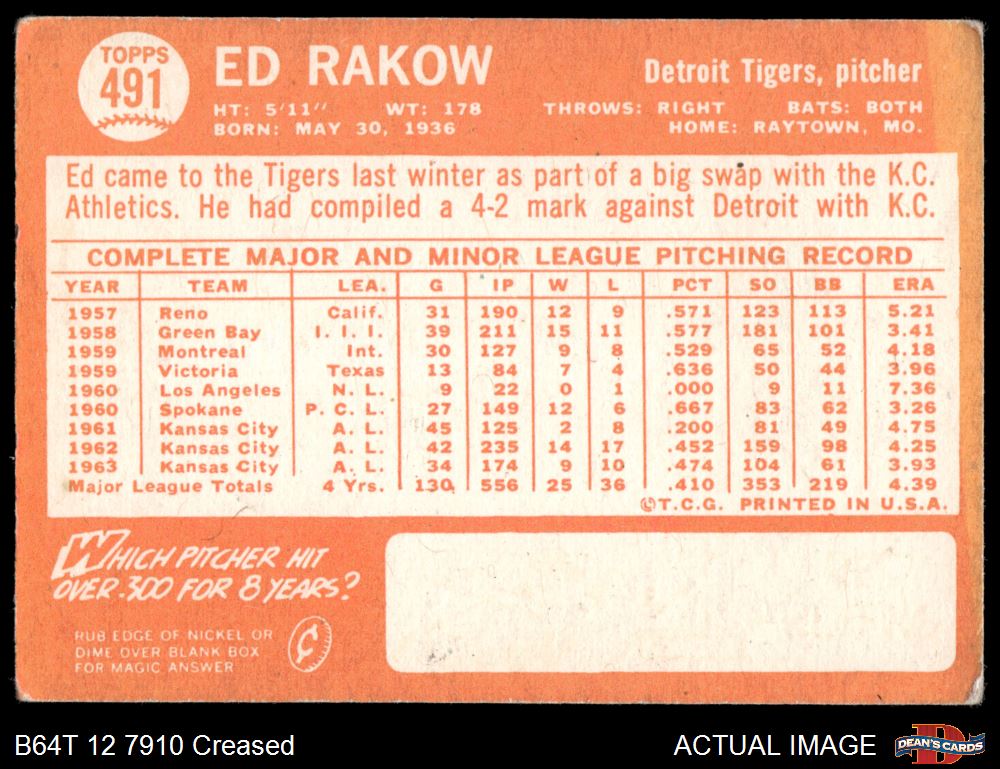 TOPPS
491
ED RAKOW
Detroit Tigers, pitcher
HT: 5'11" WT: 178 THROWS: RIGHT BATS: BOTH
BORN: MAY 30, 1936 HOME: RAYTOWN, MO.
Ed came to the Tigers last winter as part of a big swap with the K.C.
Athletics. He had compiled a 4-2 mark against Detroit with K.C.
COMPLETE MAJOR AND MINOR LEAGUE PITCHING RECORD
YEAR TEAM LEA. G IP W L PCT SO BB ERA
1957 Reno Calif. 31 190 12 9 .571 123 113 5.21
1958 Green Bay I. I. I. 39 211 15 11 .577 181 101 3.41
1959 Montreal Int. 30 127 9 8 .529 65 52 4.18
1959 Victoria Texas 13 84 7 4 .636 50 44 3.96
1960 Los Angeles N. L. 9 22 0 1 .000 9 11 7.36
1960 Spokane P. C. L. 27 149 12 6 .667 83 62 3.26
1961 Kansas City A. L. 45 125 2 8 .200 81 49 4.75
1962 Kansas City A. L. 42 235 14 17 .452 159 98 4.25
1963 Kansas City A. L. 34 174 9 10 .474 104 61 3.93
Major League Totals 4 Yrs. 130 556 25 36 .410 353 219 4.39
©T.C.G. PRINTED IN U.S.A.
WHICH PITCHER HIT
OVER .300 FOR 8 YEARS?
RUB EDGE OF NICKEL OR
DIME OVER BLANK BOX
FOR MAGIC ANSWER
¢
B64T 12 7910 Creased
ACTUAL IMAGE
D
DEAN'S CARDS